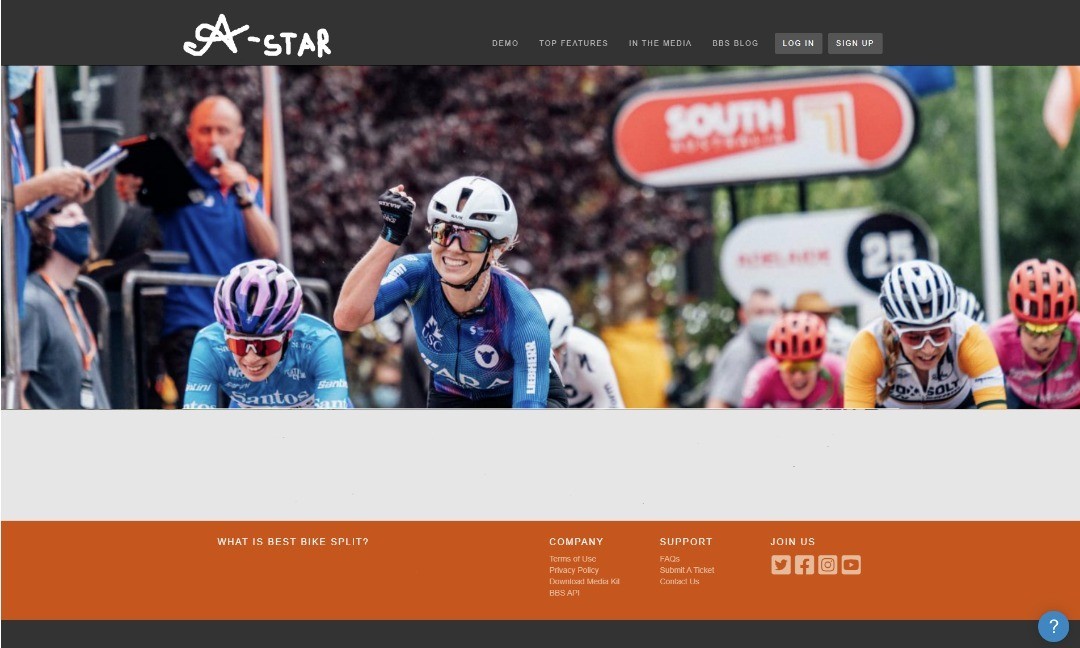 A-STAR
DEMO
TOP FEATURES
IN THE MEDIA
BBS BLOG
LOG IN
SIGN UP
SOUTH
AUSTRALIA
25
Santos
LIEHERR
WHAT IS BEST BIKE SPLIT?
COMPANY
Terms of Use
Privacy Policy
Download Media Kit
BBS API
SUPPORT
FAQs
Submit A Ticket
Contact Us
JOIN US
?